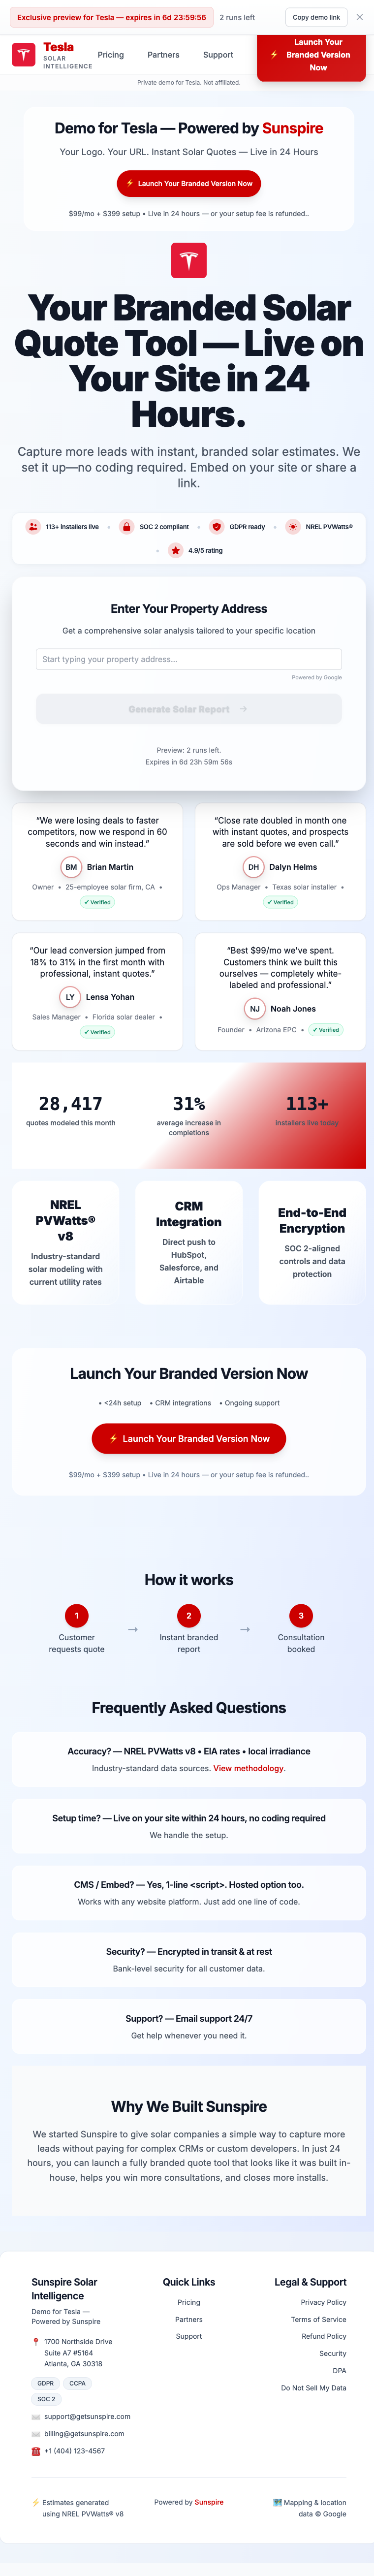 Exclusive preview for Tesla — expires in 6d 23:59:56
2 runs left
Copy demo link
Tesla
SOLAR
INTELLIGENCE
Pricing
Partners
Support
⚡ Launch Your
Branded Version
Now
Private demo for Tesla. Not affiliated.
Demo for Tesla — Powered by Sunspire
Your Logo. Your URL. Instant Solar Quotes — Live in 24 Hours
⚡ Launch Your Branded Version Now
$99/mo + $399 setup • Live in 24 hours — or your setup fee is refunded..
Your Branded Solar
Quote Tool — Live on
Your Site in 24
Hours.
Capture more leads with instant, branded solar estimates. We
set it up—no coding required. Embed on your site or share a
link.
113+ installers live • SOC 2 compliant • GDPR ready • NREL PVWatts®
• 4.9/5 rating
Enter Your Property Address
Get a comprehensive solar analysis tailored to your specific location
Start typing your property address...
Powered by Google
Generate Solar Report →
Preview: 2 runs left.
Expires in 6d 23h 59m 56s
“We were losing deals to faster
competitors, now we respond in 60
seconds and win instead.”
BM Brian Martin
Owner • 25-employee solar firm, CA •
✔ Verified
“Close rate doubled in month one
with instant quotes, and prospects
are sold before we even call.”
DH Dalyn Helms
Ops Manager • Texas solar installer •
✔ Verified
“Our lead conversion jumped from
18% to 31% in the first month with
professional, instant quotes.”
LY Lensa Yohan
Sales Manager • Florida solar dealer •
✔ Verified
“Best $99/mo we've spent.
Customers think we built this
ourselves — completely white-
labeled and professional.”
NJ Noah Jones
Founder • Arizona EPC • ✔ Verified
28,417
quotes modeled this month
31%
average increase in
completions
113+
installers live today
NREL
PVWatts®
v8
Industry-standard
solar modeling with
current utility rates
CRM
Integration
Direct push to
HubSpot,
Salesforce, and
Airtable
End-to-End
Encryption
SOC 2-aligned
controls and data
protection
Launch Your Branded Version Now
• <24h setup • CRM integrations • Ongoing support
⚡ Launch Your Branded Version Now
$99/mo + $399 setup • Live in 24 hours — or your setup fee is refunded..
How it works
1
Customer
requests quote
→
2
Instant branded
report
→
3
Consultation
booked
Frequently Asked Questions
Accuracy? — NREL PVWatts v8 • EIA rates • local irradiance
Industry-standard data sources. View methodology.
Setup time? — Live on your site within 24 hours, no coding required
We handle the setup.
CMS / Embed? — Yes, 1-line <script>. Hosted option too.
Works with any website platform. Just add one line of code.
Security? — Encrypted in transit & at rest
Bank-level security for all customer data.
Support? — Email support 24/7
Get help whenever you need it.
Why We Built Sunspire
We started Sunspire to give solar companies a simple way to capture more
leads without paying for complex CRMs or custom developers. In just 24
hours, you can launch a fully branded quote tool that looks like it was built in-
house, helps you win more consultations, and closes more installs.
Sunspire Solar
Intelligence
Demo for Tesla —
Powered by Sunspire
📍 1700 Northside Drive
Suite A7 #5164
Atlanta, GA 30318
GDPR
CCPA
SOC 2
support@getsunspire.com
billing@getsunspire.com
+1 (404) 123-4567
Quick Links
Pricing
Partners
Support
Legal & Support
Privacy Policy
Terms of Service
Refund Policy
Security
DPA
Do Not Sell My Data
⚡ Estimates generated
using NREL PVWatts® v8
Powered by Sunspire
🗺️ Mapping & location
data © Google